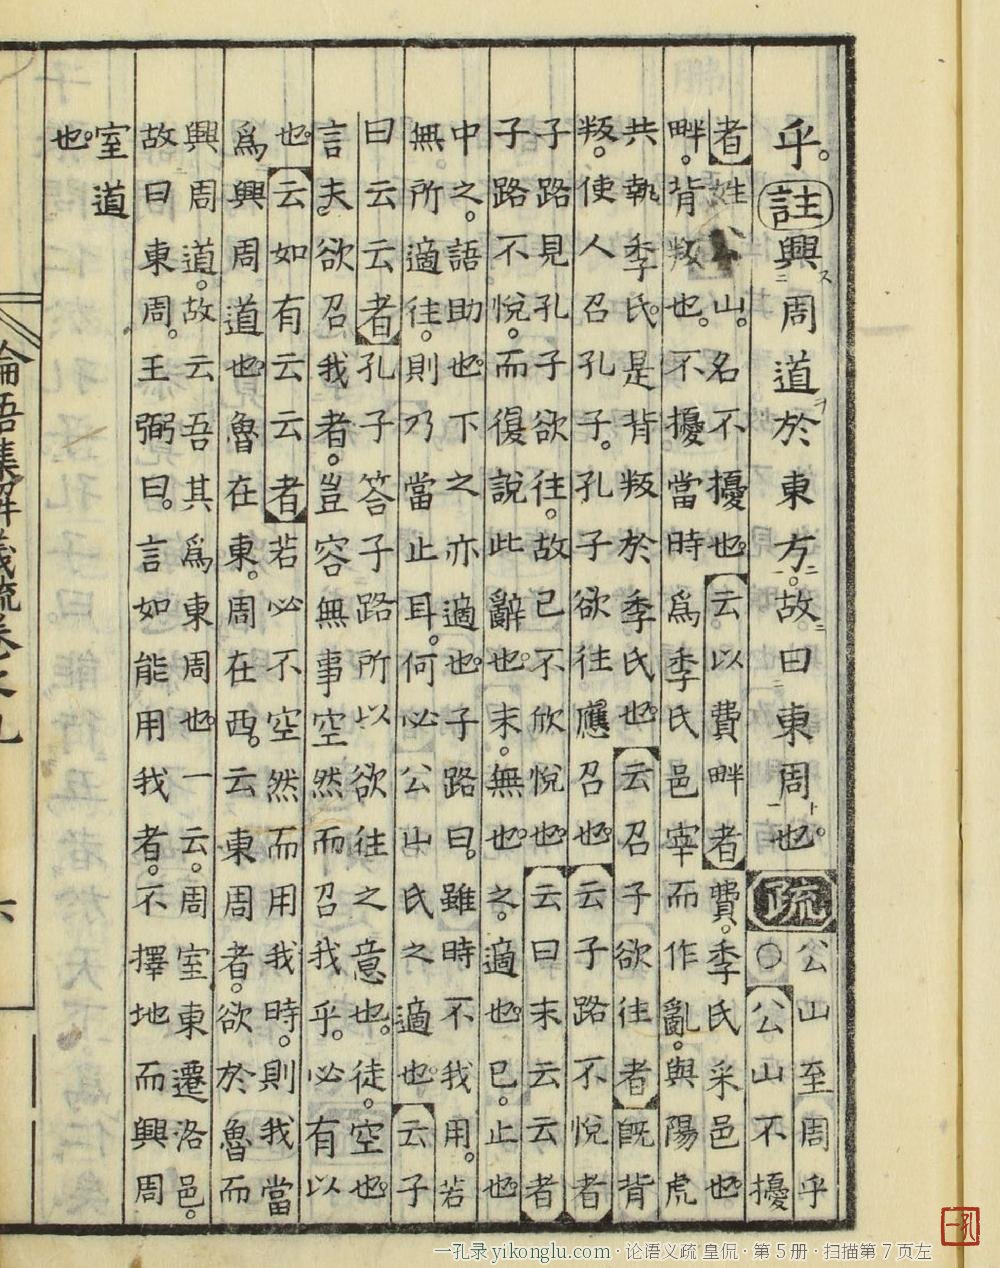 乎。註興周道於東方。故曰東周也。疏公山至周乎
○公山不擾
者姓山。名不擾也云以費畔者費。季氏采邑也
畔。背叛也。不擾當時爲季氏邑宰而作亂。與陽虎
共執季氏。是背叛於季氏也云召子欲往者既背
叛。使人召孔子。孔子欲往應召也云子路不悅者
子路見孔子欲往。故己不欣悅也云曰末云云者
子路不悅。而復說此辭也。末。無也。之。適也。已。止也
中之。語助也下之亦適也。子路曰。雖時不我用。若
無所適往。則乃當止耳。何必公山氏之適也云子
曰云云者孔子答子路所以欲往之意也。徒。空也
言夫欲召我者。豈容無事空然而召我乎。必有以
也云如有云云者若必不空然而用我時。則我當
爲興周道也魯在東。周在西。云東周者。欲於魯而
興周道。故云吾其爲東周也一云。周室東遷洛邑。
故曰東周。王弼曰。言如能用我者。不擇地而興周
室道
也。
論語集解義疏卷之九
六
一孔录 yikonglu.com · 论语义疏 皇侃 · 第 5 册 · 扫描第 7 页左
一孔